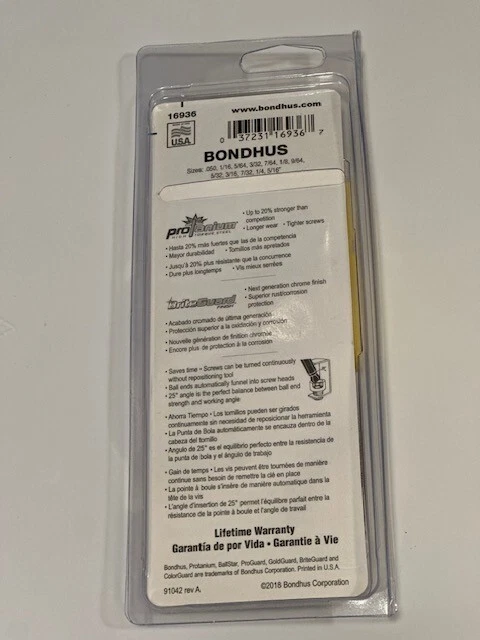 16936
www.bondhus.com
USA
0 37231 16936 7
BONDHUS
Sizes: .050, 1/16, 5/64, 3/32, 7/64, 1/8, 9/64,
5/32, 3/16, 7/32, 1/4, 5/16"
proTanium
HIGH TORQUE STEEL
• Up to 20% stronger than
competition
• Longer wear • Tighter screws
• Hasta 20% más fuertes que las de la competencia
• Mayor durabilidad • Tornillos más apretados
• Jusqu'à 20% plus résistante que la concurrence
• Dure plus longtemps • Vis mieux serrées
BriteGuard
FINISH
• Next generation chrome finish
• Superior rust/corrosion
protection
• Acabado cromado de última generación
• Protección superior a la oxidación y corrosión
• Nouvelle génération de finition chromée
• Encore plus de protection à la corrosion
• Saves time – Screws can be turned continuously
without repositioning tool
• Ball ends automatically funnel into screw heads
• 25° angle is the perfect balance between ball end
strength and working angle
• Ahorra Tiempo • Los tornillos pueden ser girados
continuamente sin necesidad de reposicionar la herramienta
• La Punta de Bola automáticamente se encauza dentro de la
cabeza del tornillo
• Angulo de 25° es el equilibrio perfecto entre la resistencia de
la punta de bola y el ángulo de trabajo
• Gain de temps • Les vis peuvent être tournées de manière
continue sans besoin de remettre la clé en place
• La pointe à boule s'insère de manière automatique dans la
tête de la vis
• L'angle d'insertion de 25° permet l'équilibre parfait entre la
résistance de la pointe à boule et l'angle de travail
Lifetime Warranty
Garantía de por Vida • Garantie à Vie
Bondhus, Protanium, BallStar, ProGuard, GoldGuard, BriteGuard and
ColorGuard are trademarks of Bondhus Corporation. Printed in U.S.A.
91042 rev A.
©2018 Bondhus Corporation